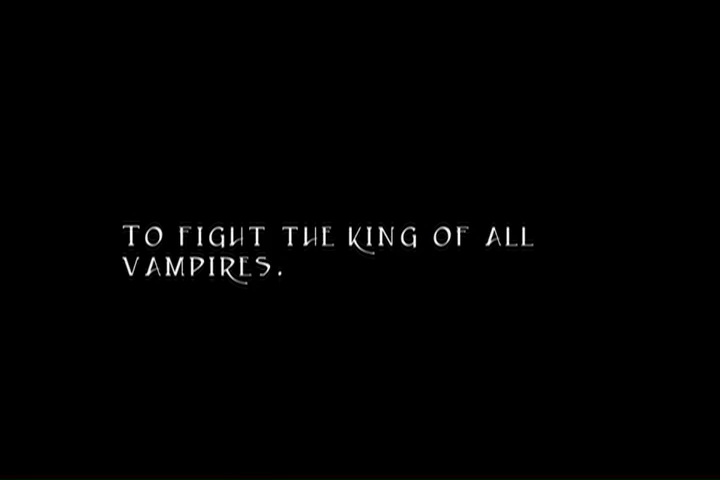 TO FIGHT THE KING OF ALL
VAMPIRES.